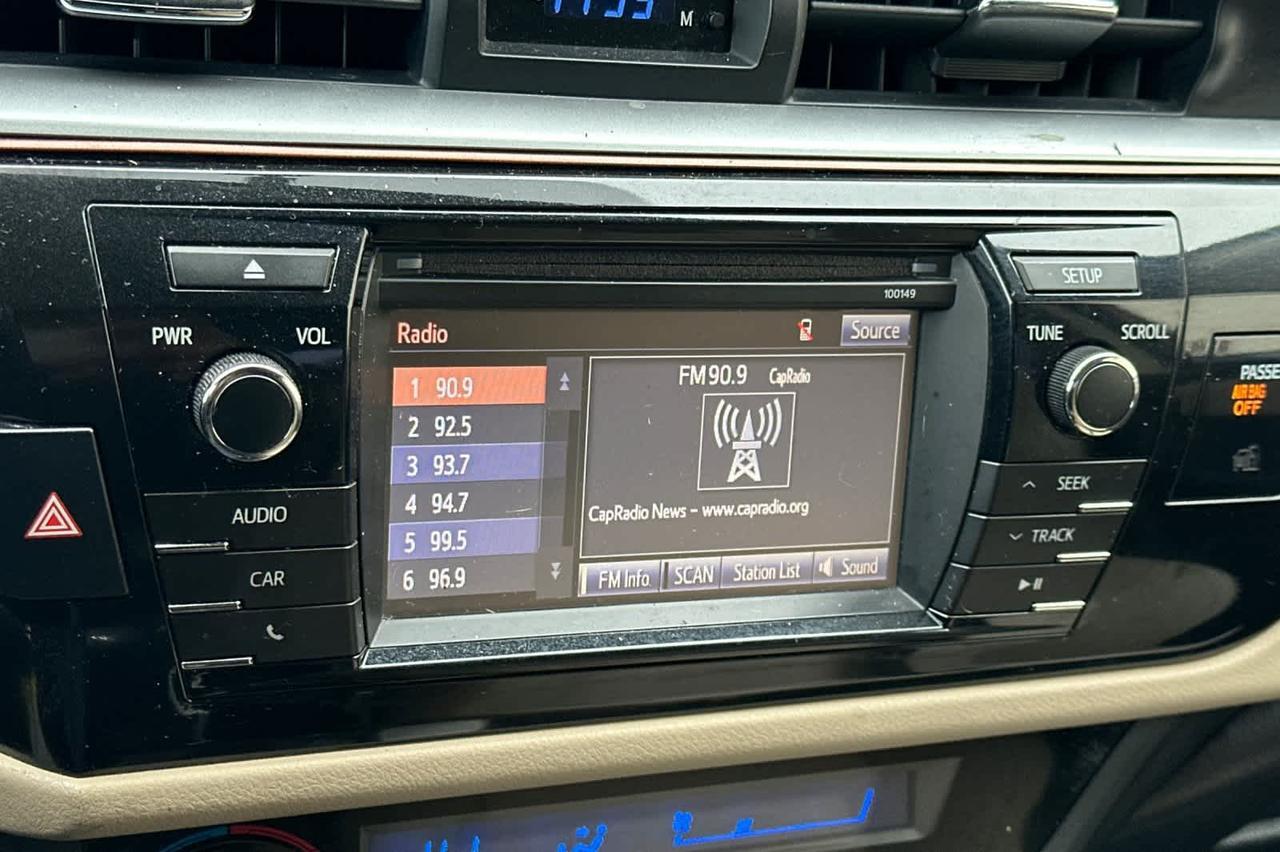 M
100149
SETUP
PWR VOL
Radio
Source
TUNE SCROLL
1 90.9
2 92.5
3 93.7
4 94.7
5 99.5
6 96.9
FM 90.9 CapRadio
CapRadio News - www.capradio.org
FM Info
SCAN
Station List
Sound
AUDIO
CAR
SEEK
TRACK
AIR BAG
OFF